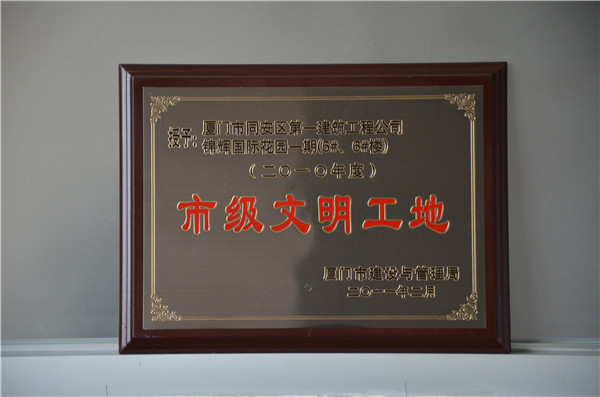 授予：厦门市同安区第一建筑工程公司
锦辉国际花园一期(5#、6#楼)
（二〇一〇年度）
市级文明工地
厦门市建设与管理局
二〇一一年二月